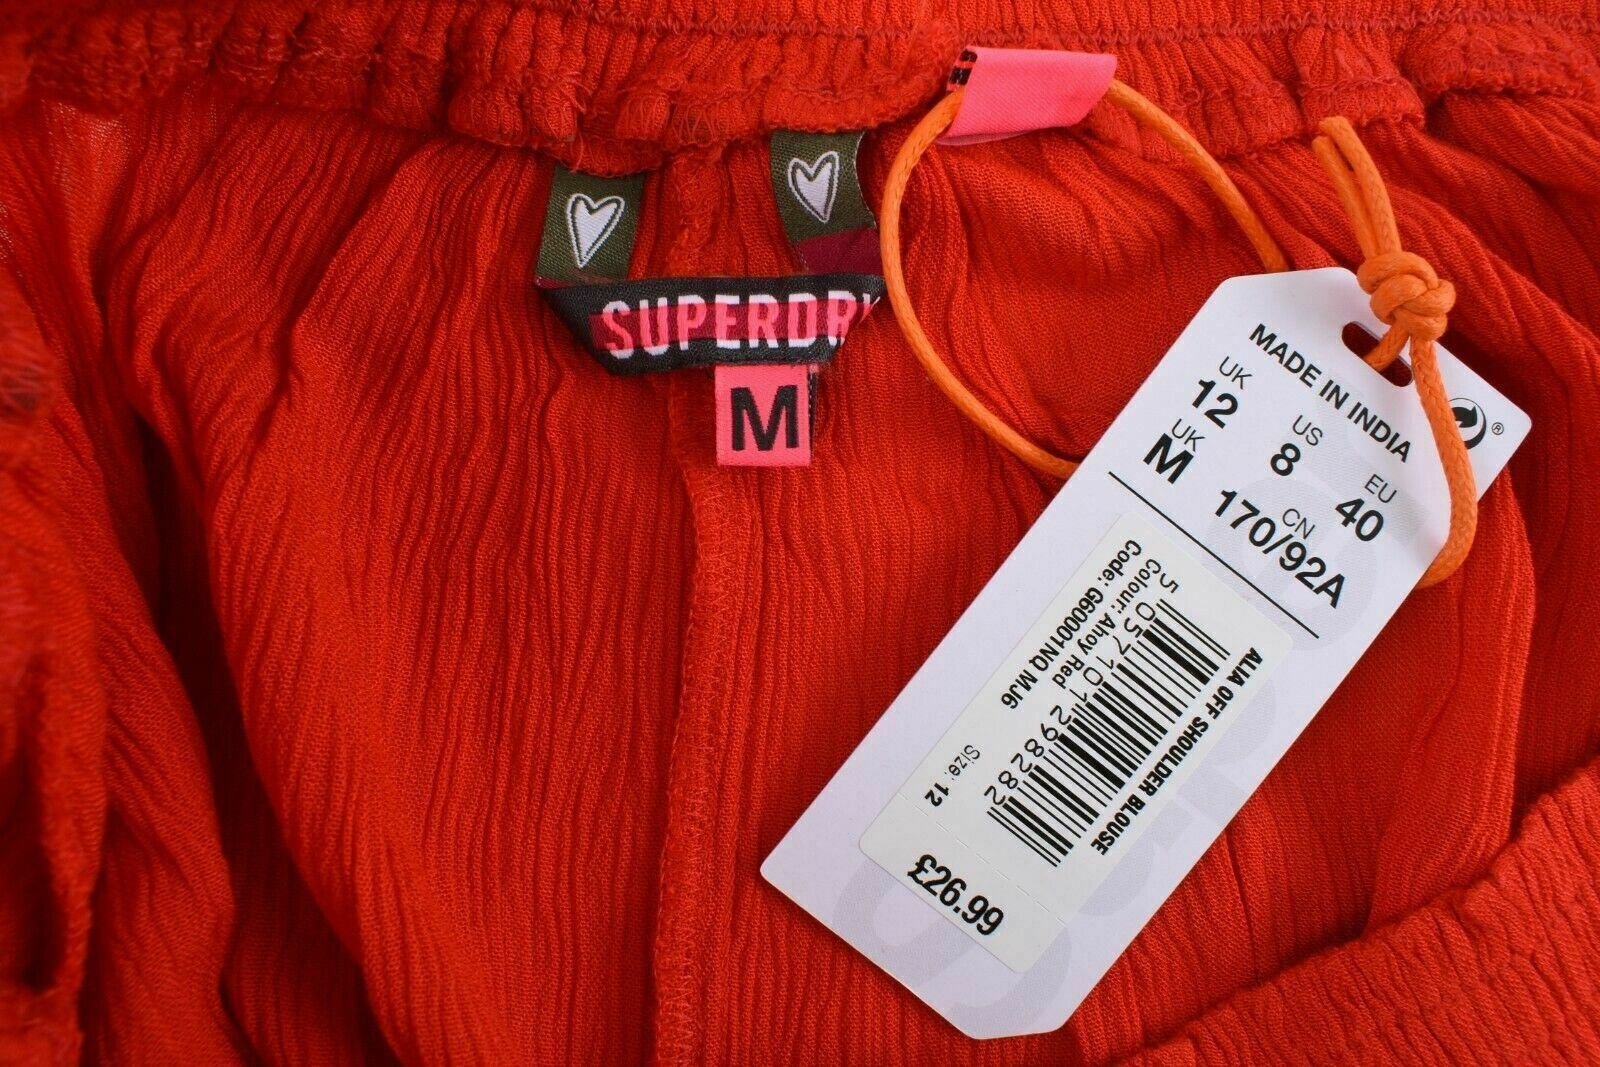 SUPERDR
M
MADE IN INDIA
UK US EU
12 8 40
UK CN
M 170/92A
ALIA OFF SHOULDER BLOUSE
5 057101 298282
Colour: Ahoy Red
Code: G60001NQ MJ6
Size: 12
£26.99